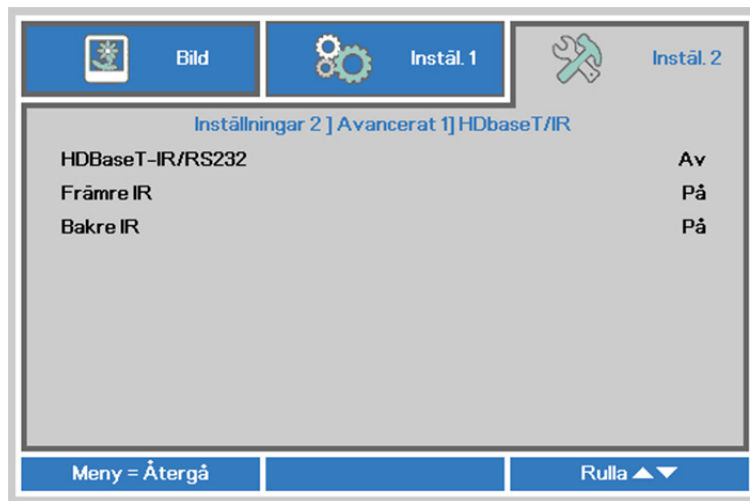 Bild
Instäl. 1
Instäl. 2
Inställningar 2 ] Avancerat 1] HDbaseT/IR
HDBaseT-IR/RS232 Av
Främre IR På
Bakre IR På
Meny = Återgå
Rulla ▲▼